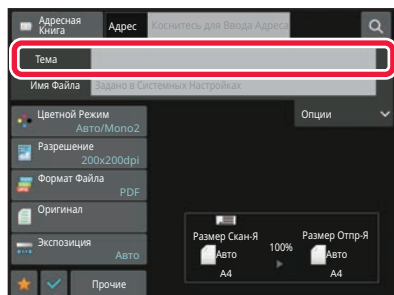 Адресная Книга
Адрес
Коснитесь для Ввода Адреса
Тема
Имя Файла
Задано в Системных Настройках
Цветной Режим
Авто/Mono2
Опции
Разрешение
200x200dpi
Формат Файла
PDF
Оригинал
Экспозиция
Авто
Размер Скан-Я
Авто
A4
100%
Размер Отпр-Я
Авто
A4
Прочие